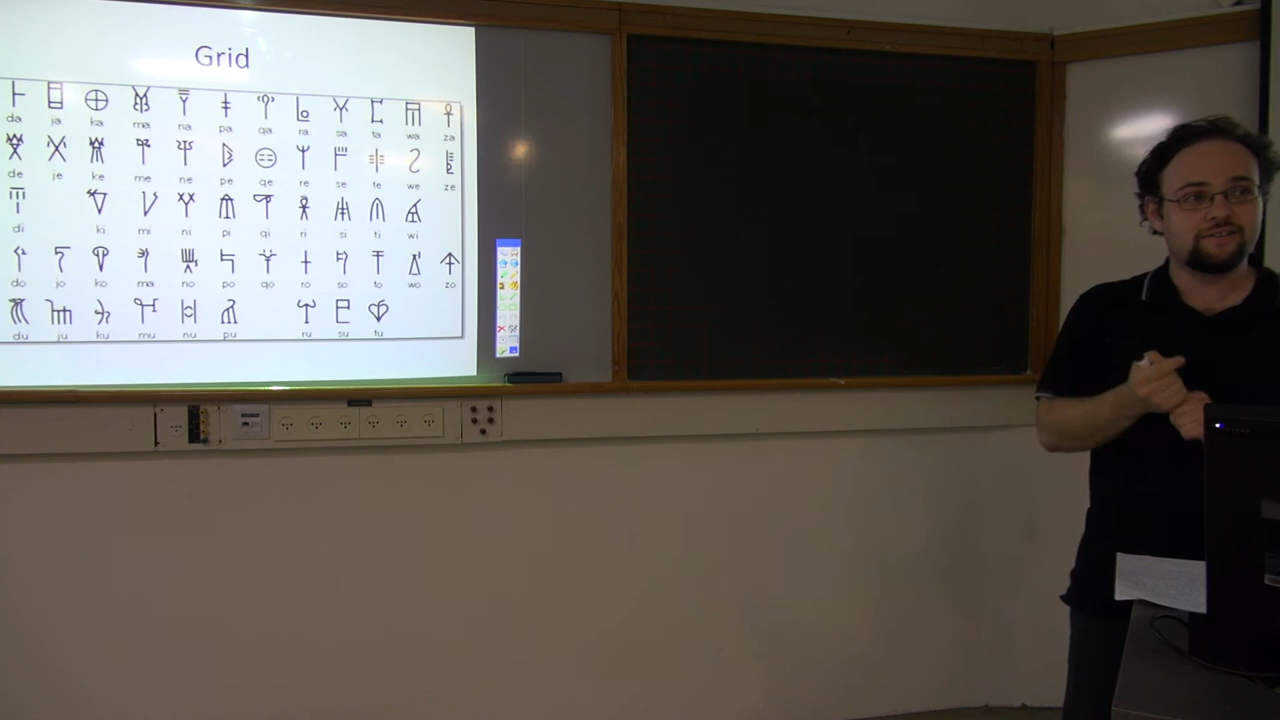 Grid
𐀅 𐀊 𐀏 𐀔 𐀙 𐀞 𐀣 𐀨 𐀭 𐀲 𐀷 𐀼
da ja ka ma na pa qa ra sa ta wa za
𐀆 𐀋 𐀐 𐀕 𐀚 𐀟 𐀤 𐀩 𐀮 𐀳 𐀸 𐀽
de je ke me ne pe qe re se te we ze
𐀇 𐀑 𐀖 𐀛 𐀠 𐀥 𐀪 𐀯 𐀴 𐀹
di ki mi ni pi qi ri si ti wi
𐀈 𐀍 𐀒 𐀗 𐀜 𐀡 𐀦 𐀫 𐀰 𐀵 𐀺 𐀿
do jo ko ma no po qo ro so to wo zo
𐀉 𐀎 𐀓 𐀘 𐀝 𐀢 𐀬 𐀱 𐀶
du ju ku mu nu pu ru su tu